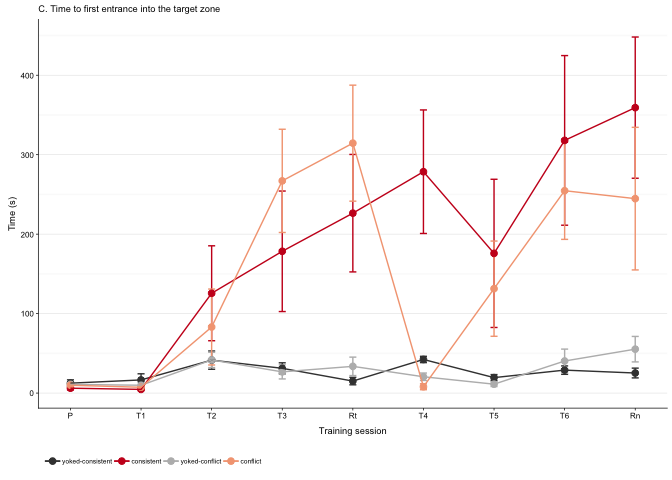 C. Time to first entrance into the target zone
Time (s)
400
300
200
100
0
P T1 T2 T3 Rt T4 T5 T6 Rn
Training session
yoked-consistent consistent yoked-conflict conflict